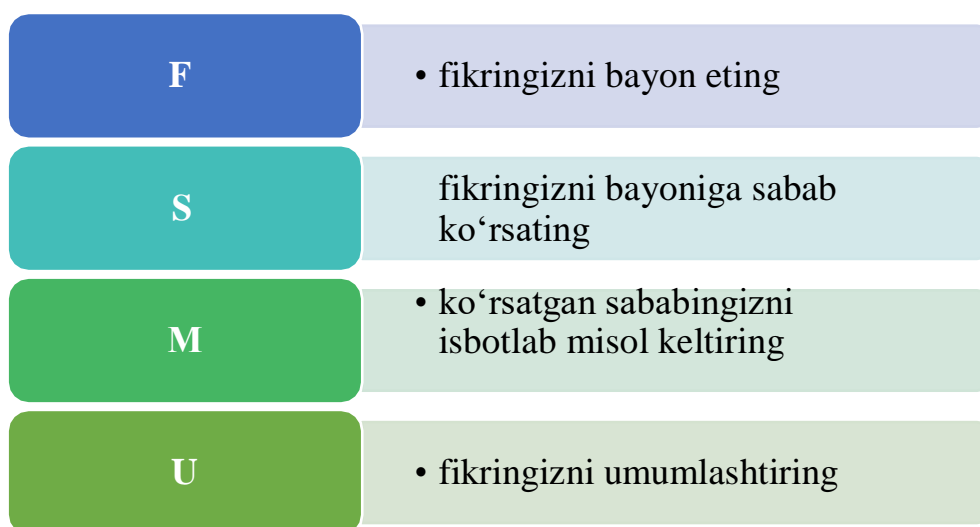 F
• fikringizni bayon eting
S
fikringizni bayoniga sabab
ko‘rsating
M
• ko‘rsatgan sababingizni
isbotlab misol keltiring
U
• fikringizni umumlashtiring